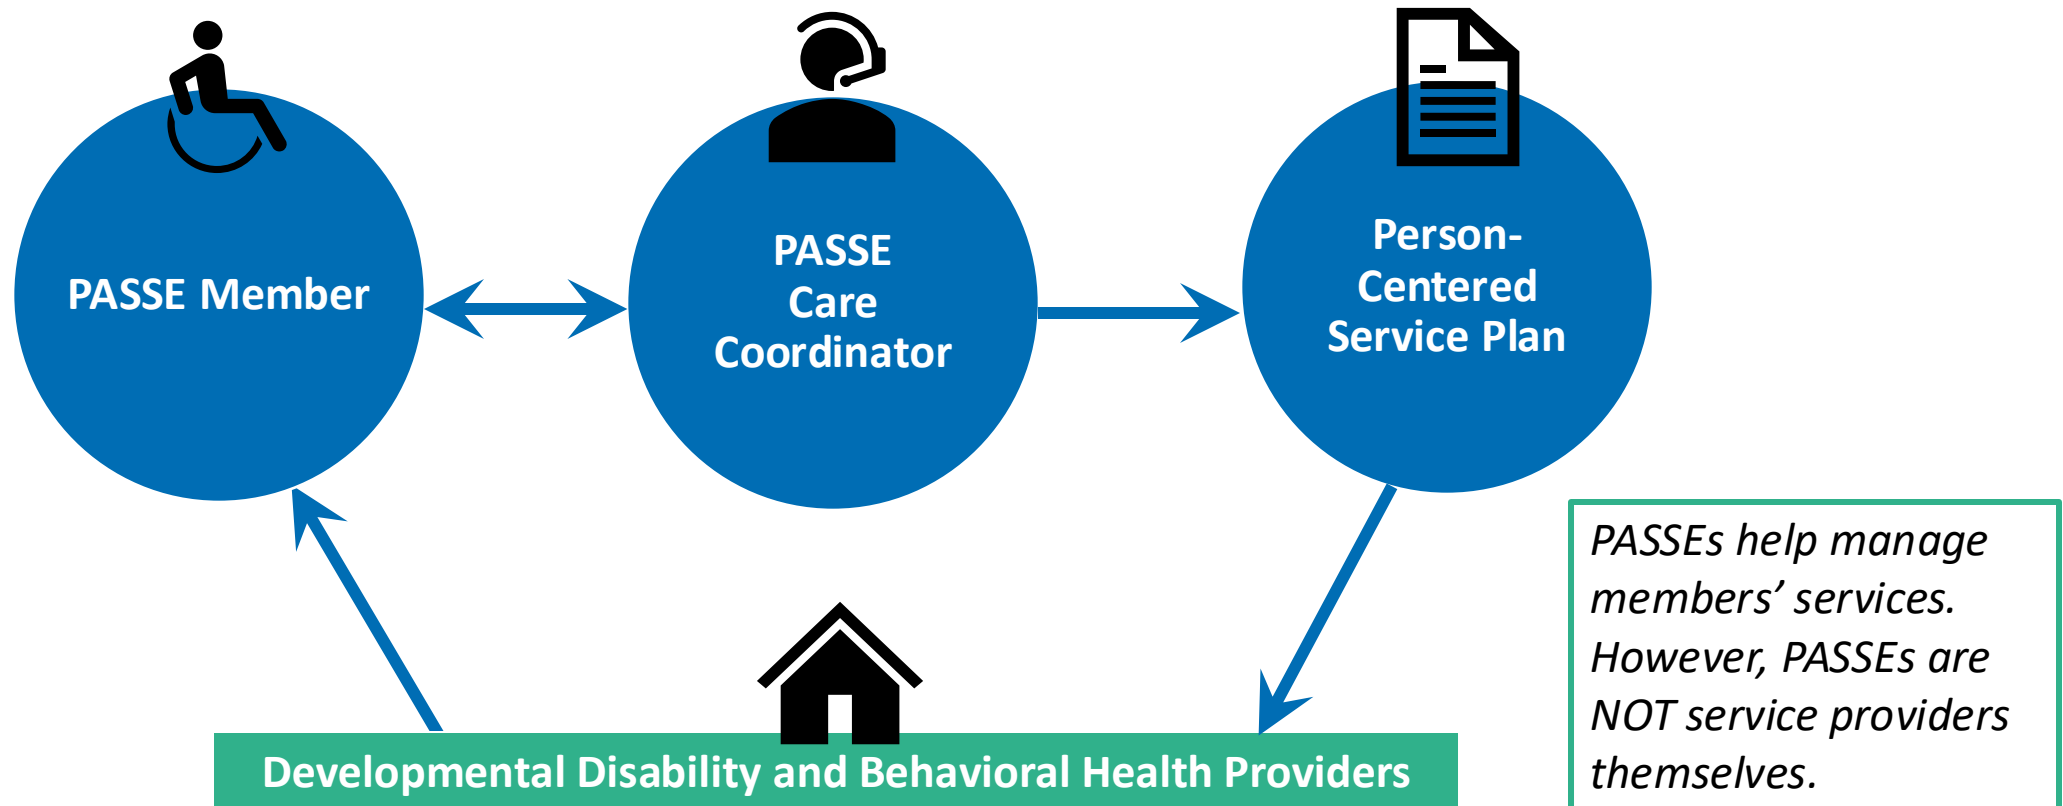 PASSE Member
PASSE
Care
Coordinator
Person-
Centered
Service Plan
Developmental Disability and Behavioral Health Providers
PASSEs help manage
members’ services.
However, PASSEs are
NOT service providers
themselves.